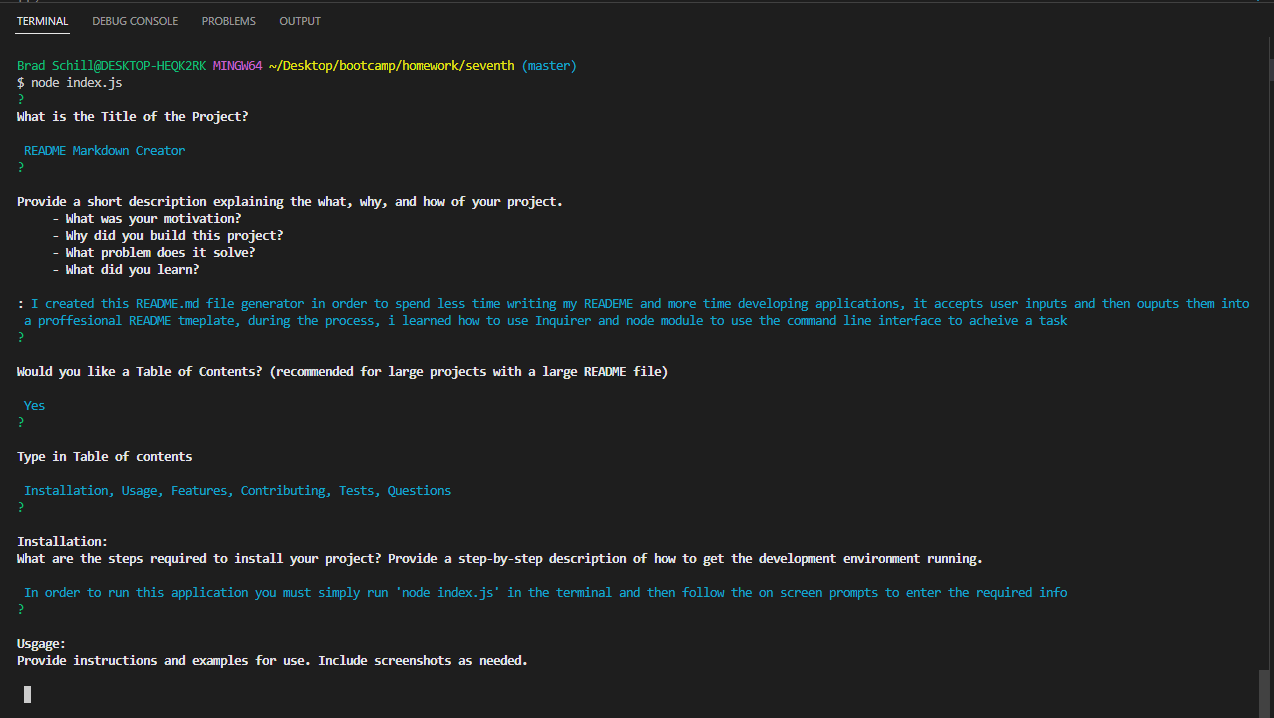 TERMINAL DEBUG CONSOLE PROBLEMS OUTPUT
Brad Schill@DESKTOP-HEQK2RK MINGW64 ~/Desktop/bootcamp/homework/seventh (master)
$ node index.js
?
What is the Title of the Project?
README Markdown Creator
?
Provide a short description explaining the what, why, and how of your project.
- What was your motivation?
- Why did you build this project?
- What problem does it solve?
- What did you learn?
: I created this README.md file generator in order to spend less time writing my READEME and more time developing applications, it accepts user inputs and then ouputs them into
a proffesional README tmeplate, during the process, i learned how to use Inquirer and node module to use the command line interface to acheive a task
?
Would you like a Table of Contents? (recommended for large projects with a large README file)
Yes
?
Type in Table of contents
Installation, Usage, Features, Contributing, Tests, Questions
?
Installation:
What are the steps required to install your project? Provide a step-by-step description of how to get the development environment running.
In order to run this application you must simply run 'node index.js' in the terminal and then follow the on screen prompts to enter the required info
?
Usgage:
Provide instructions and examples for use. Include screenshots as needed.